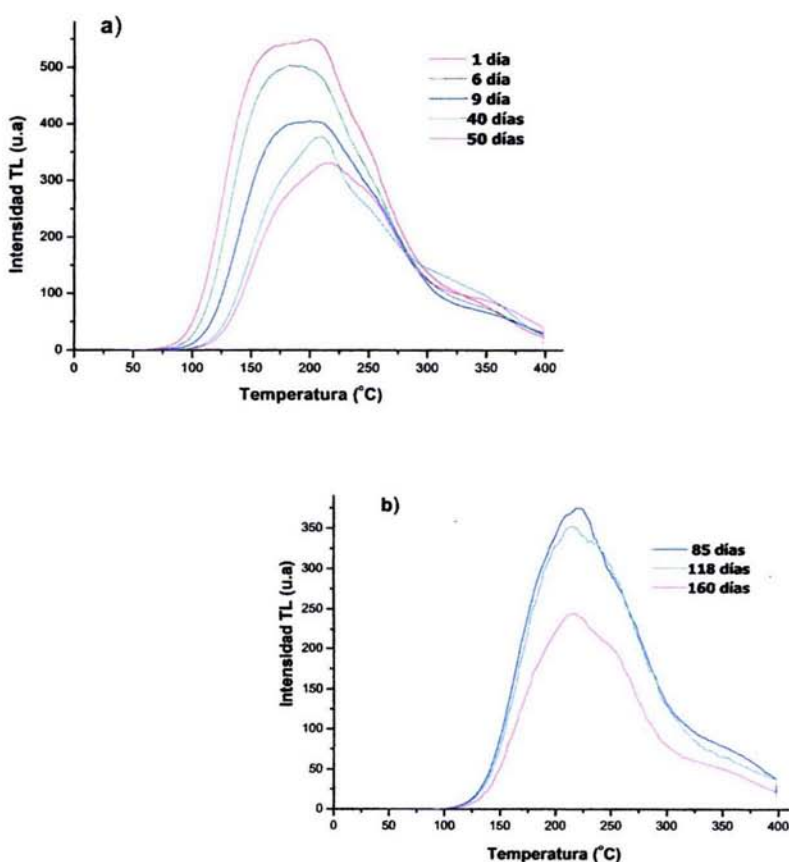 a)
1 día
6 día
9 día
40 días
50 días
500
400
300
200
100
0
Intensidad TL (u.a)
0 50 100 150 200 250 300 350 400
Temperatura (°C)
b)
85 días
118 días
160 días
350
300
250
200
150
100
50
0
Intensidad TL (u.a)
0 50 100 150 200 250 300 350 400
Temperatura (°C)